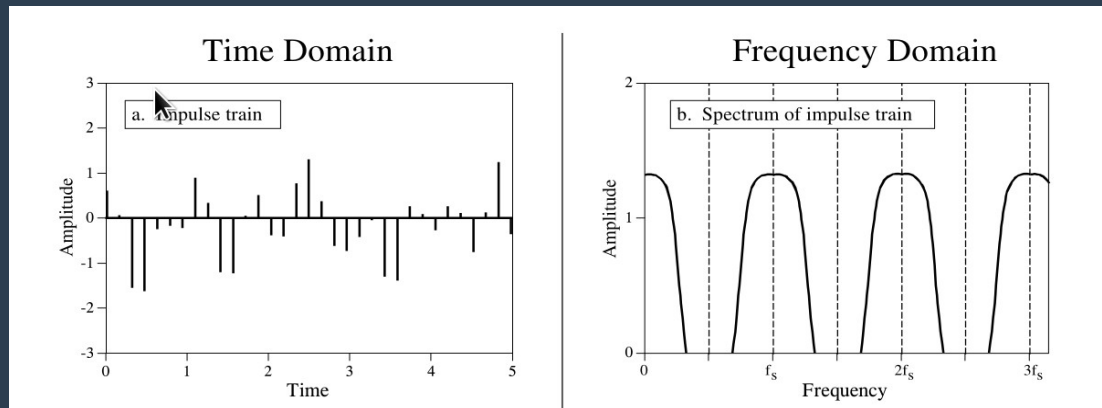 Time Domain
3
a. Impulse train
2
1
0
-1
-2
-3
Amplitude
0 1 2 3 4 5
Time
Frequency Domain
2
b. Spectrum of impulse train
1
0
Amplitude
0 fs 2fs 3fs
Frequency